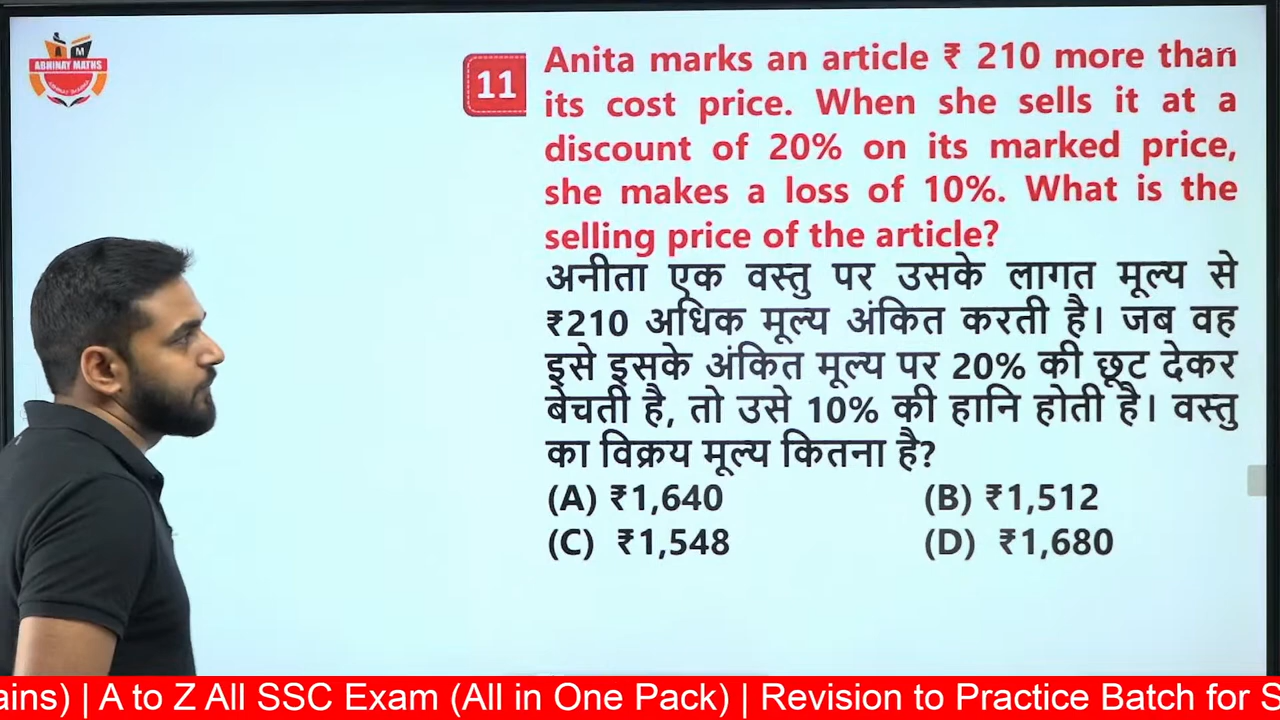 ABHINAY MATHS
11
Anita marks an article ₹ 210 more than
its cost price. When she sells it at a
discount of 20% on its marked price,
she makes a loss of 10%. What is the
selling price of the article?
अनीता एक वस्तु पर उसके लागत मूल्य से
₹210 अधिक मूल्य अंकित करती है। जब वह
इसे इसके अंकित मूल्य पर 20% की छूट देकर
बेचती है, तो उसे 10% की हानि होती है। वस्तु
का विक्रय मूल्य कितना है?
(A) ₹1,640 (B) ₹1,512
(C) ₹1,548 (D) ₹1,680
ains) | A to Z All SSC Exam (All in One Pack) | Revision to Practice Batch for S